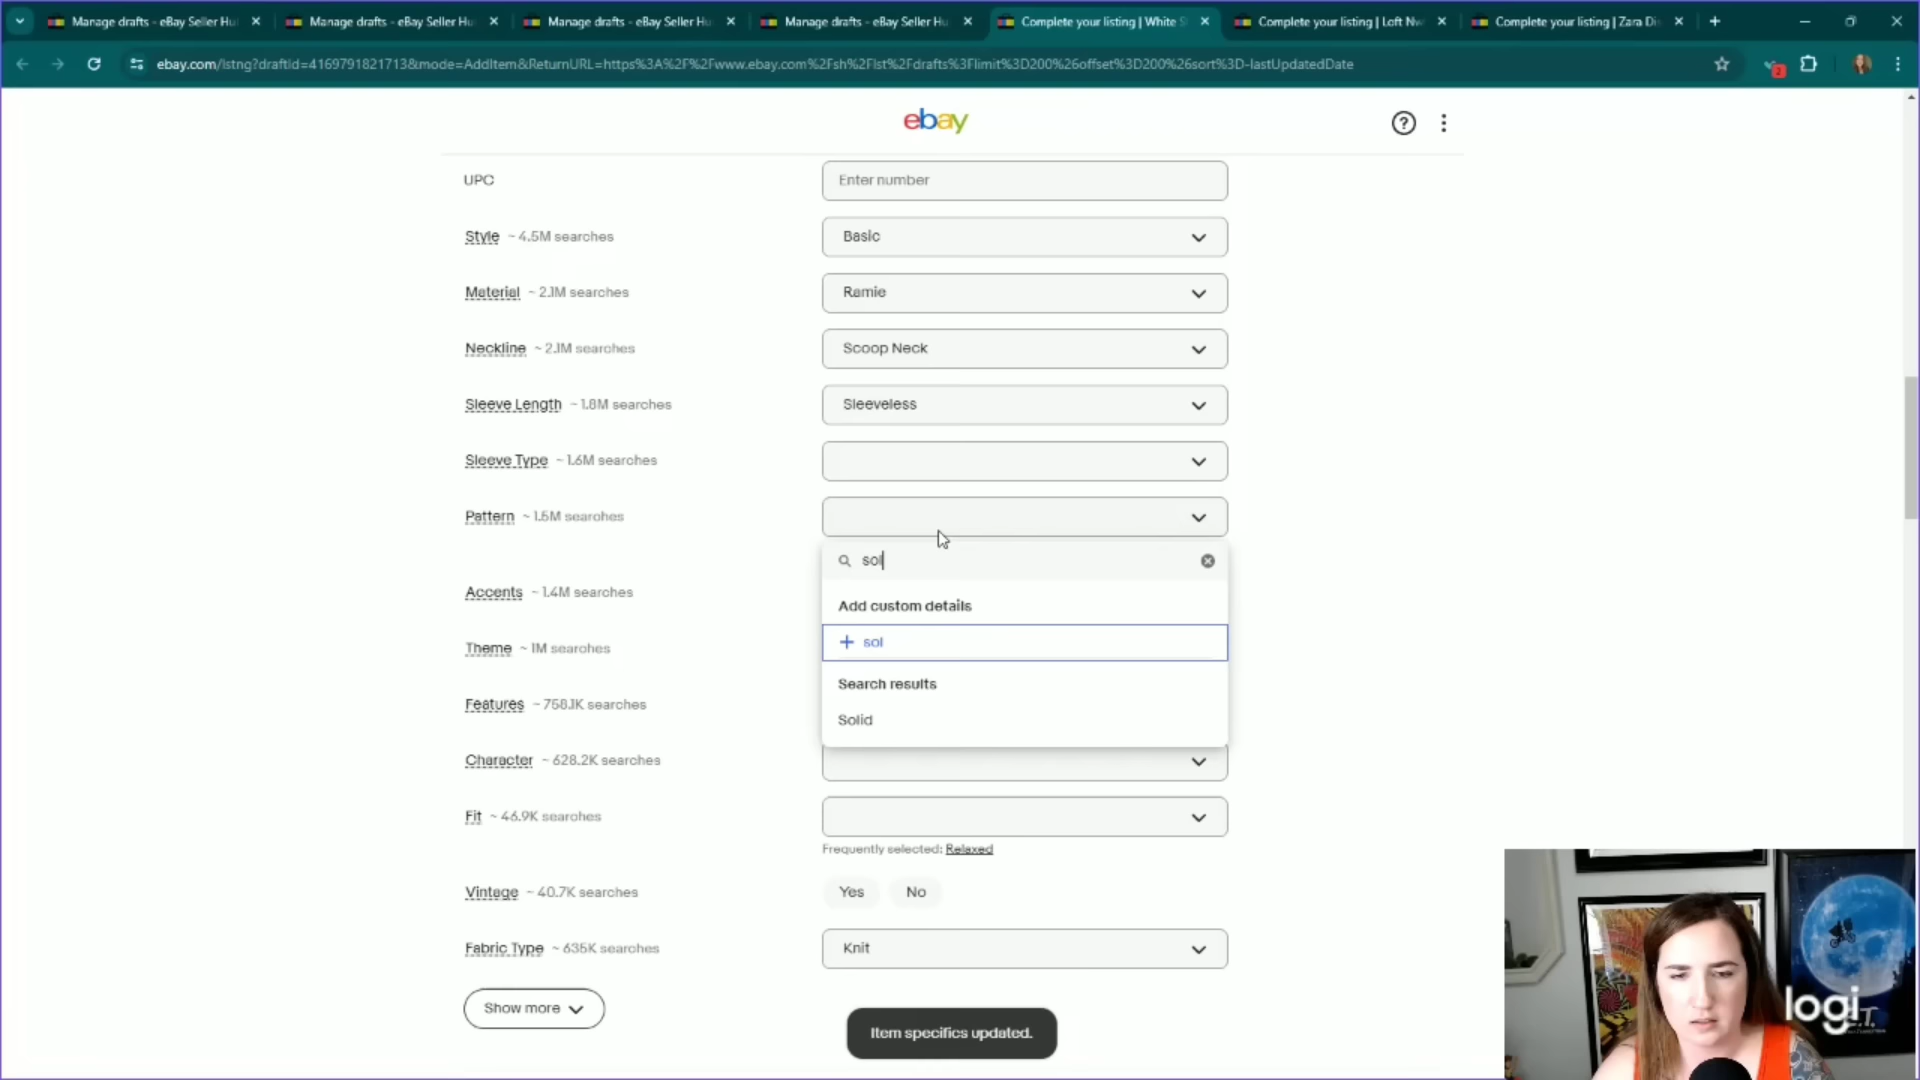 Manage drafts - eBay Seller Hu
Manage drafts - eBay Seller Hu
Manage drafts - eBay Seller Hu
Manage drafts - eBay Seller Hu
Complete your listing | White S
Complete your listing | Loft Nw
Complete your listing | Zara Dis
ebay.com/lstng?draftId=4169791821713&mode=AddItem&ReturnURL=https%3A%2F%2Fwww.ebay.com%2Fsh%2Flst%2Fdrafts%3Flimit%3D200%26offset%3D200%26sort%3D-lastUpdatedDate
2
ebay
UPC
Enter number
Style ~ 4.5M searches
Basic
Material ~ 2.1M searches
Ramie
Neckline ~ 2.1M searches
Scoop Neck
Sleeve Length ~ 1.8M searches
Sleeveless
Sleeve Type ~ 1.6M searches
Pattern ~ 1.5M searches
sol
Accents ~ 1.4M searches
Add custom details
+ sol
Theme ~ 1M searches
Search results
Features ~ 758.1K searches
Solid
Character ~ 628.2K searches
Fit ~ 46.9K searches
Frequently selected: Relaxed
Vintage ~ 40.7K searches
Yes
No
Fabric Type ~ 635K searches
Knit
Show more
Item specifics updated.
logi
E.T.